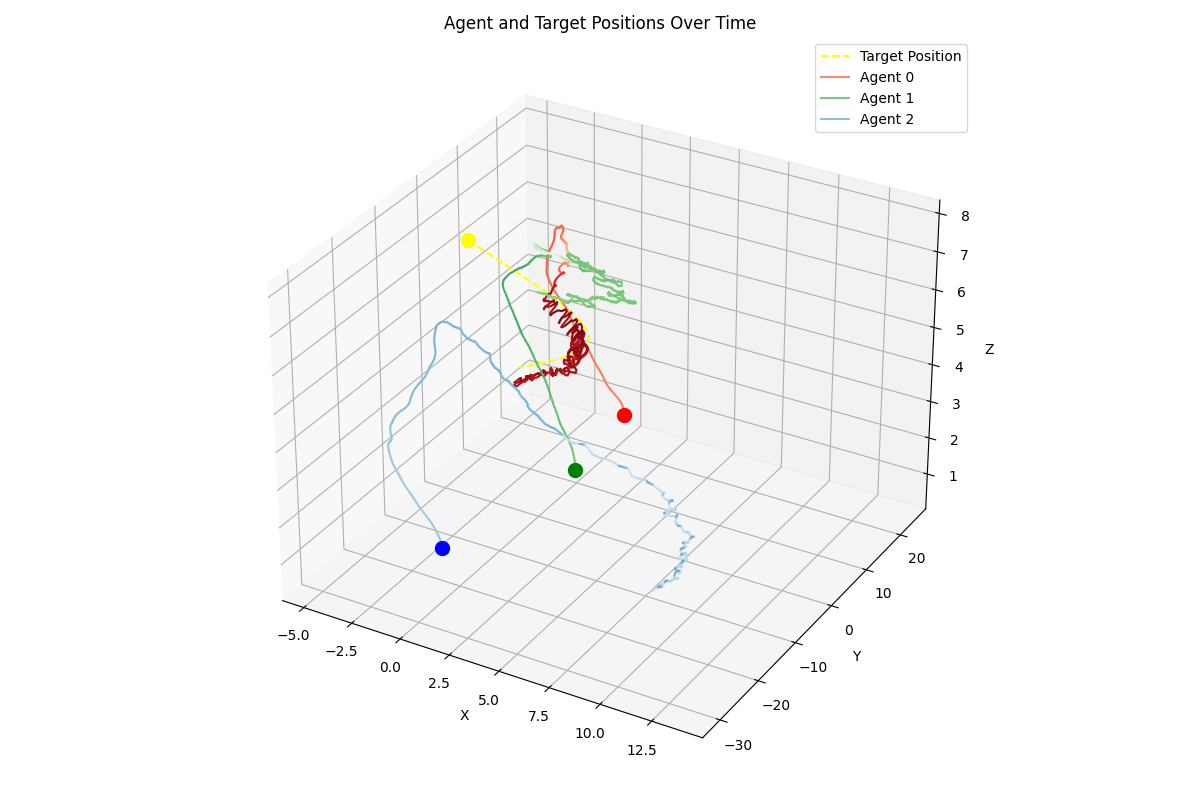 Agent and Target Positions Over Time
Target Position
Agent 0
Agent 1
Agent 2
8
7
6
5
4
3
2
1
Z
20
10
0
−10
−20
−30
Y
−5.0
−2.5
0.0
2.5
5.0
7.5
10.0
12.5
X